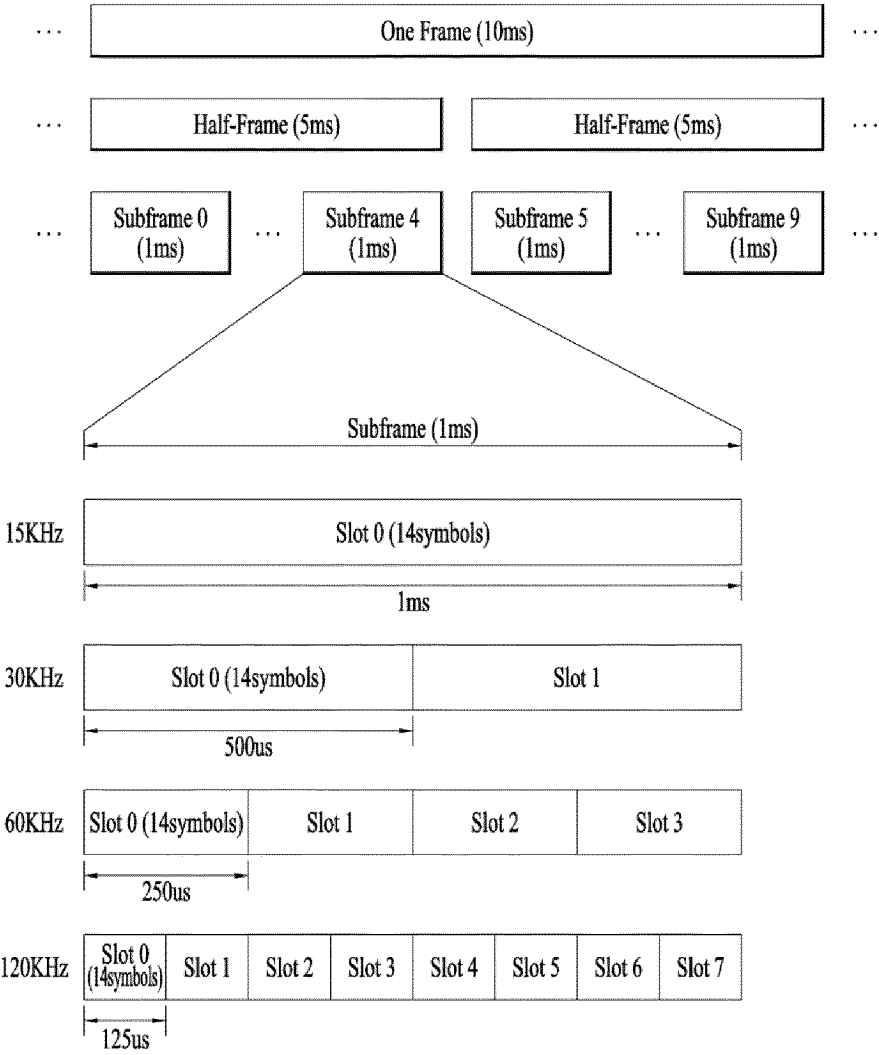 ... One Frame (10ms) ...
... Half-Frame (5ms) Half-Frame (5ms) ...
... Subframe 0 (1ms) ... Subframe 4 (1ms) Subframe 5 (1ms) ... Subframe 9 (1ms) ...
Subframe (1ms)
15KHz Slot 0 (14symbols)
1ms
30KHz Slot 0 (14symbols) Slot 1
500us
60KHz Slot 0 (14symbols) Slot 1 Slot 2 Slot 3
250us
120KHz Slot 0 (14symbols) Slot 1 Slot 2 Slot 3 Slot 4 Slot 5 Slot 6 Slot 7
125us